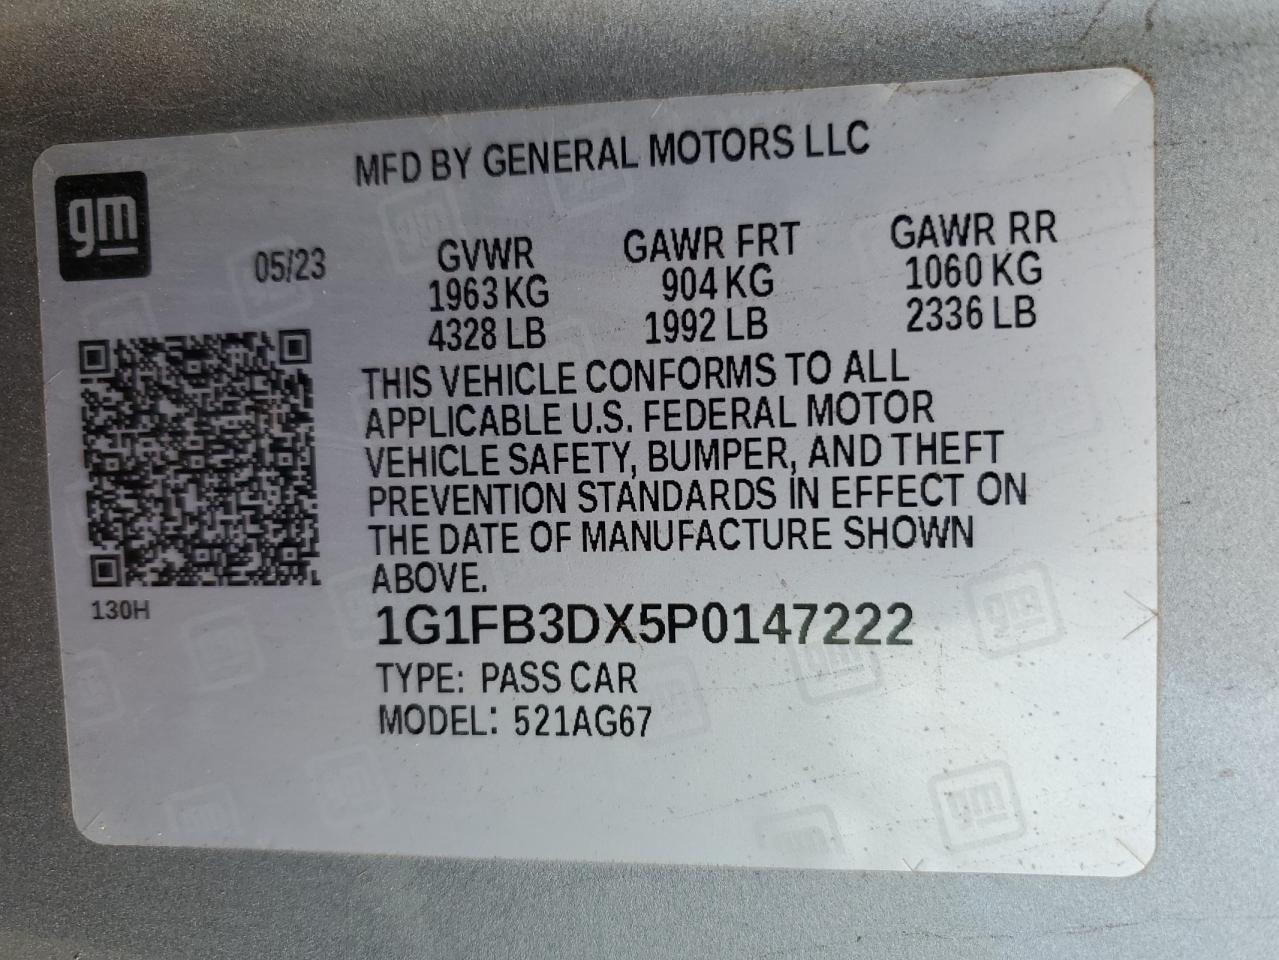 MFD BY GENERAL MOTORS LLC
gm
05/23
GVWR GAWR FRT GAWR RR
1963 KG 904 KG 1060 KG
4328 LB 1992 LB 2336 LB
THIS VEHICLE CONFORMS TO ALL
APPLICABLE U.S. FEDERAL MOTOR
VEHICLE SAFETY, BUMPER, AND THEFT
PREVENTION STANDARDS IN EFFECT ON
THE DATE OF MANUFACTURE SHOWN
ABOVE.
130H
1G1FB3DX5P0147222
TYPE: PASS CAR
MODEL: 521AG67